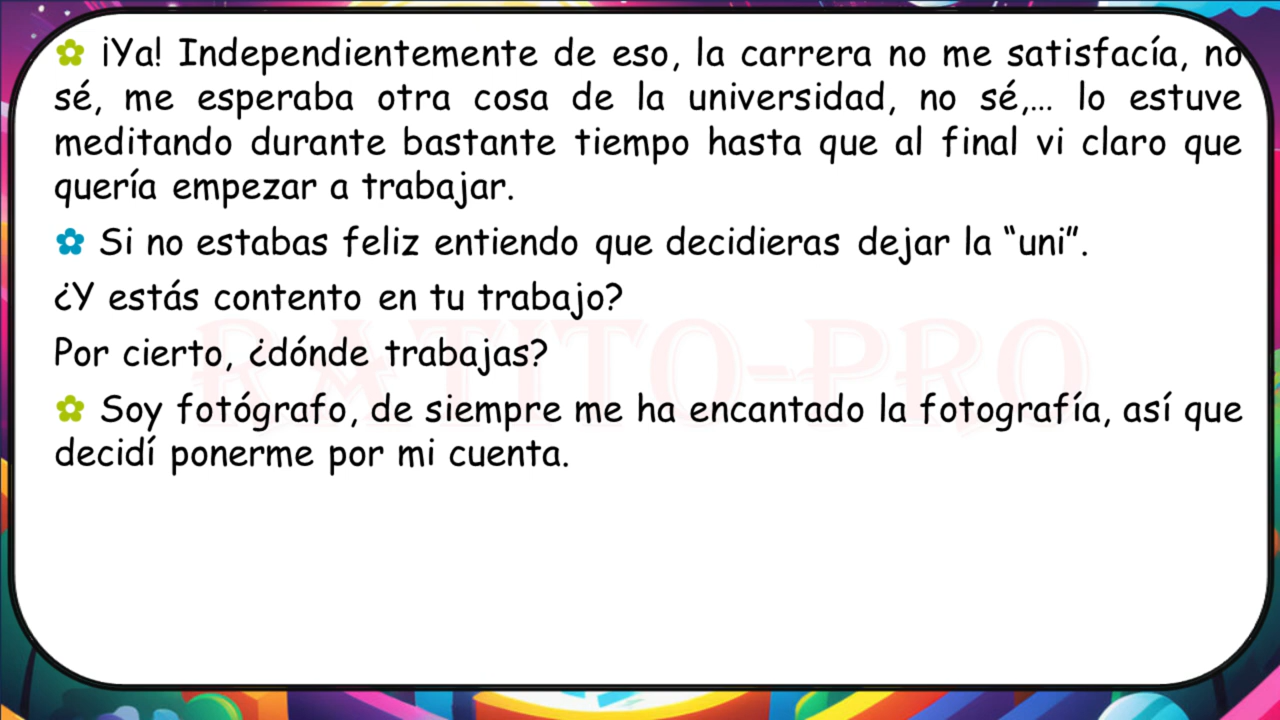 ¡Ya! Independientemente de eso, la carrera no me satisfacía, no
sé, me esperaba otra cosa de la universidad, no sé,... lo estuve
meditando durante bastante tiempo hasta que al final vi claro que
quería empezar a trabajar.
Si no estabas feliz entiendo que decidieras dejar la “uni”.
¿Y estás contento en tu trabajo?
RATITO-PRO
Por cierto, ¿dónde trabajas?
Soy fotógrafo, de siempre me ha encantado la fotografía, así que
decidí ponerme por mi cuenta.